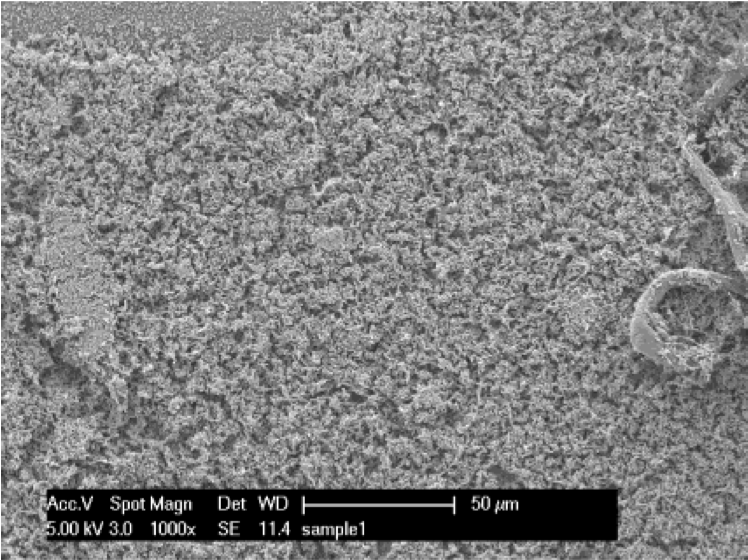 Acc.V Spot Magn Det WD 50 µm
5.00 kV 3.0 1000x SE 11.4 sample1